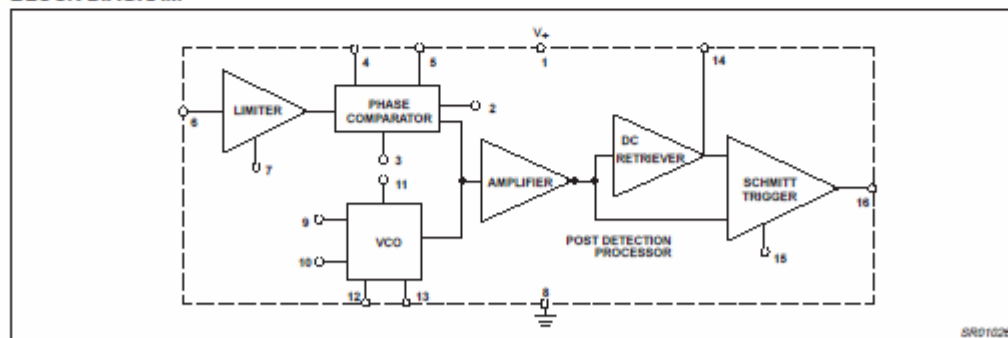 V+
4
5
1
14
LIMITER
PHASE
COMPARATOR
2
6
DC
RETRIEVER
7
3
11
AMPLIFIER
SCHMITT
TRIGGER
16
9
VCO
10
POST DETECTION
PROCESSOR
15
12
13
8